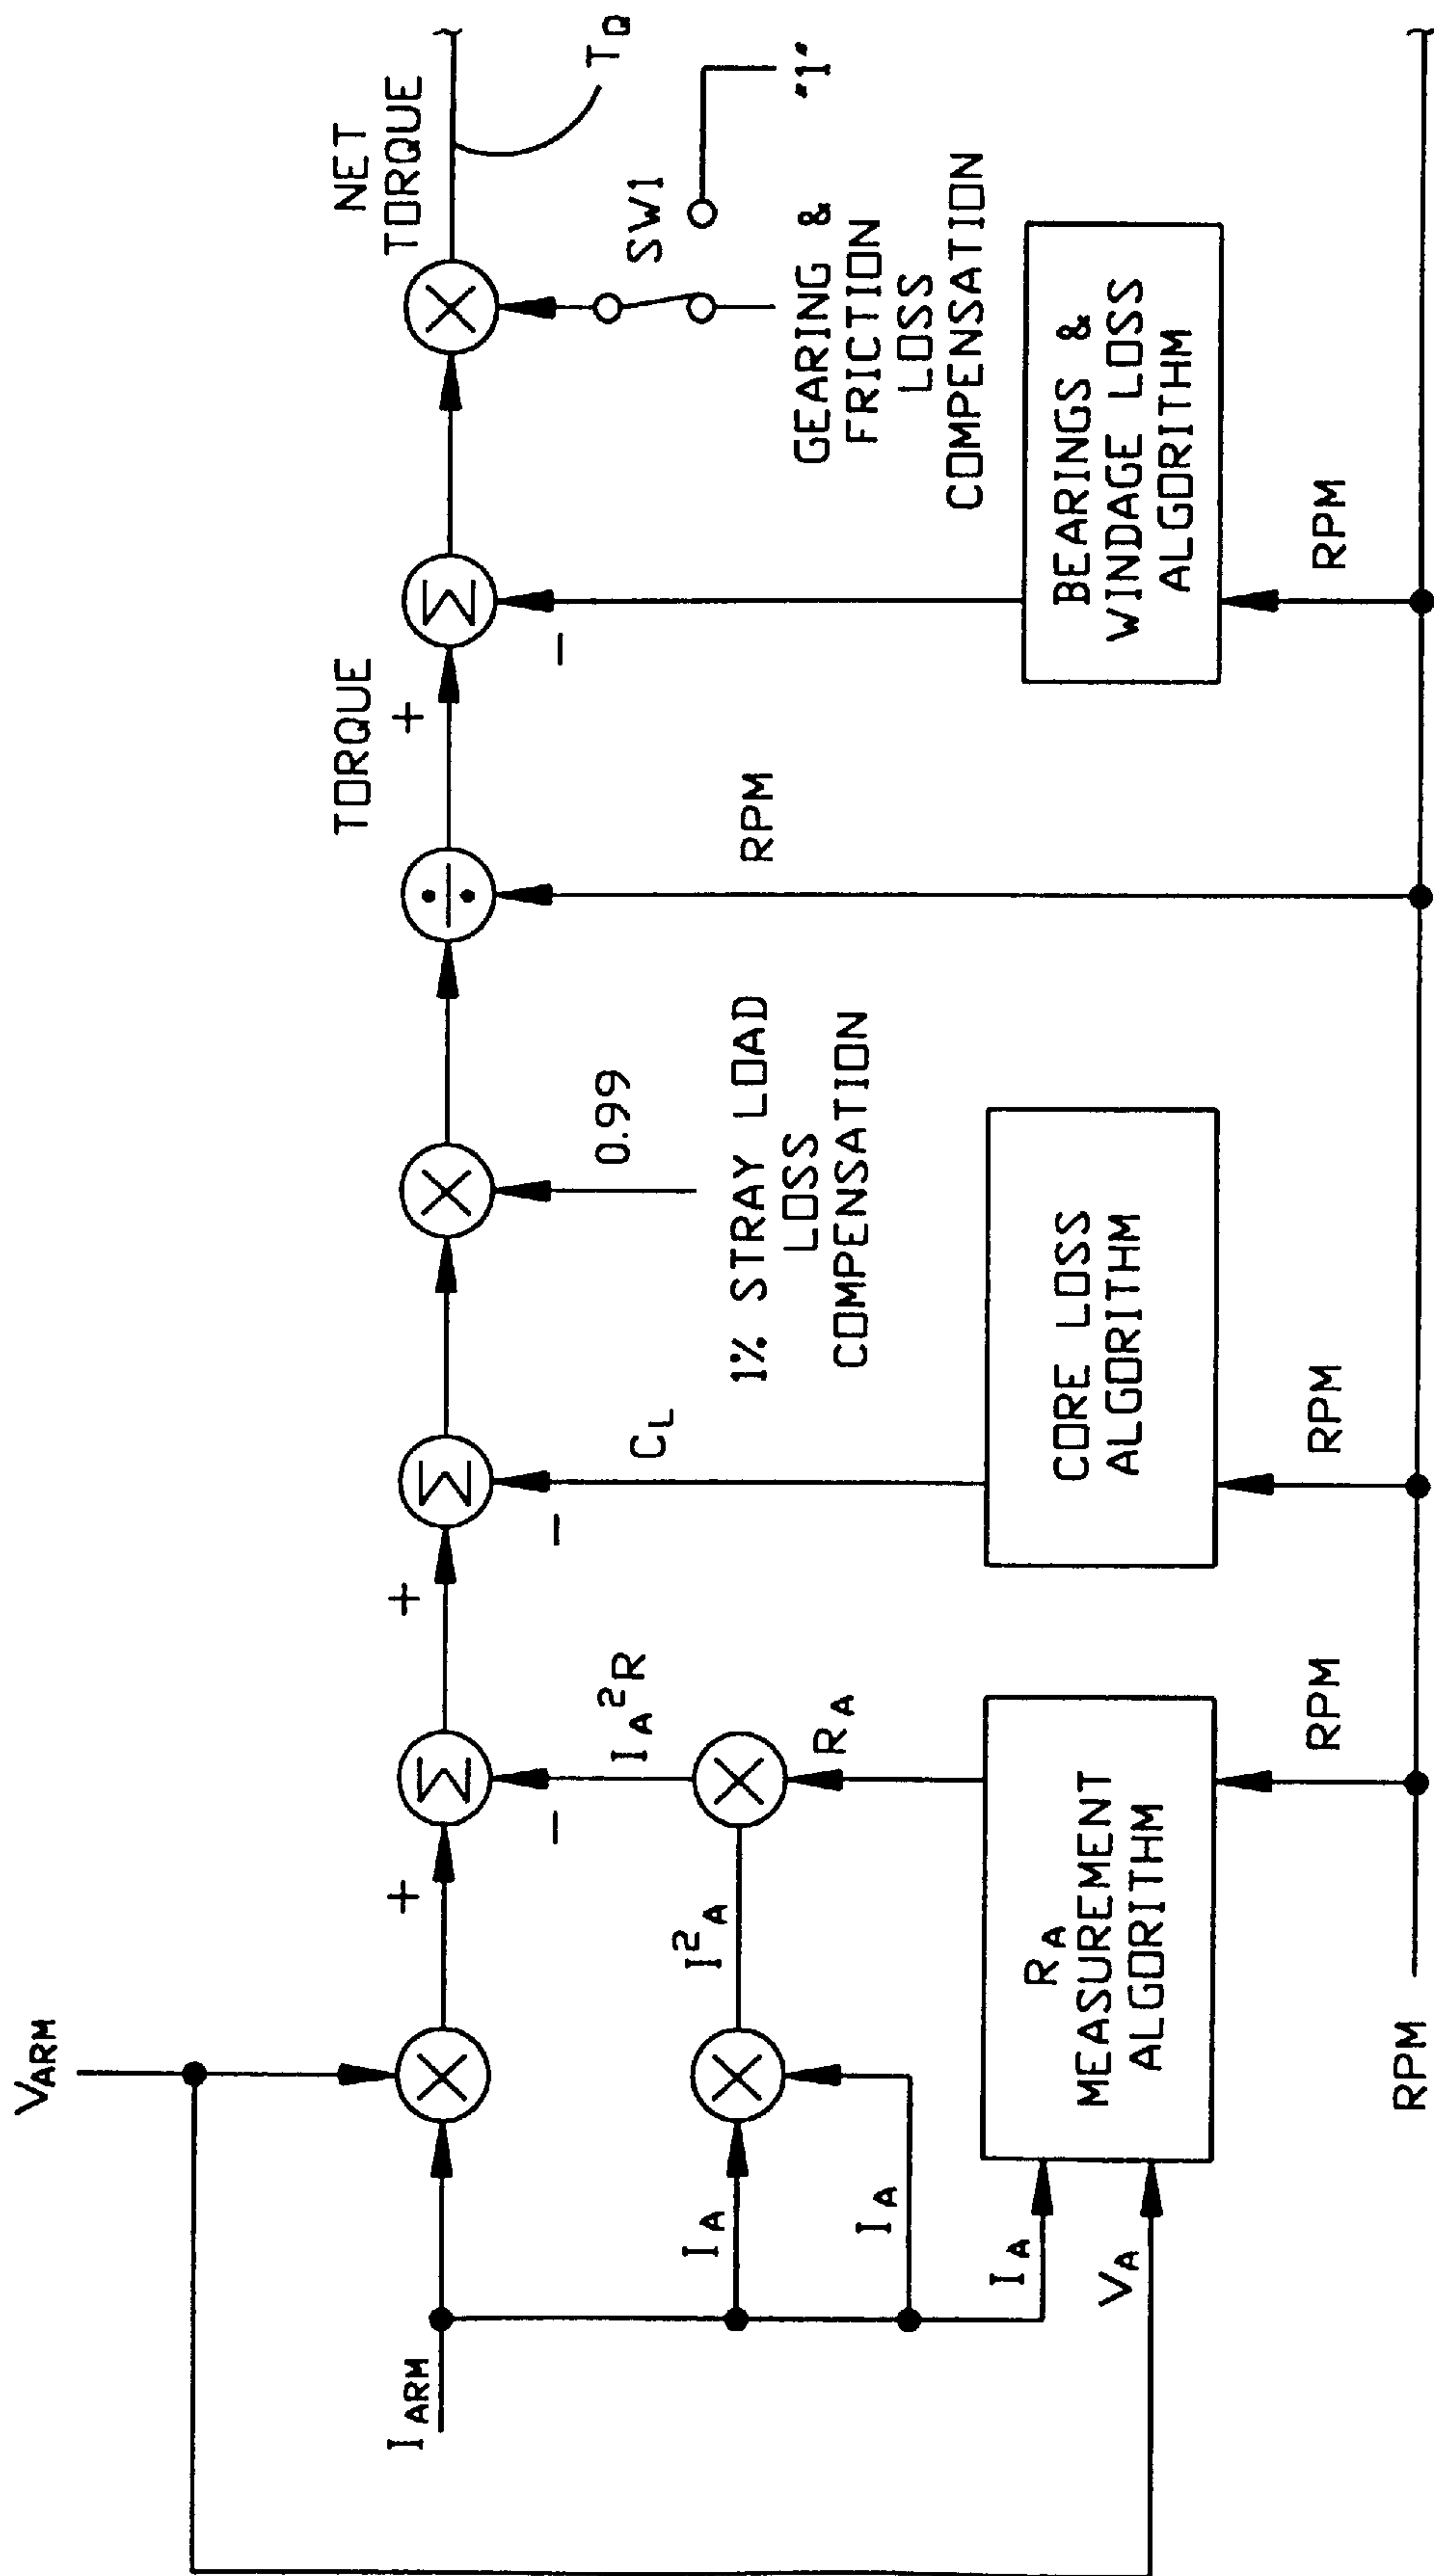 VARM
IARM
+
-
IA²R
I²A
RA
IA
IA
IA
VA
RA
MEASUREMENT
ALGORITHM
RPM
RPM
+
-
CL
CORE LOSS
ALGORITHM
RPM
0.99
1% STRAY LOAD
LOSS
COMPENSATION
RPM
TORQUE
+
-
BEARINGS &
WINDAGE LOSS
ALGORITHM
RPM
NET
TORQUE
TQ
SW1
"1"
GEARING &
FRICTION
LOSS
COMPENSATION